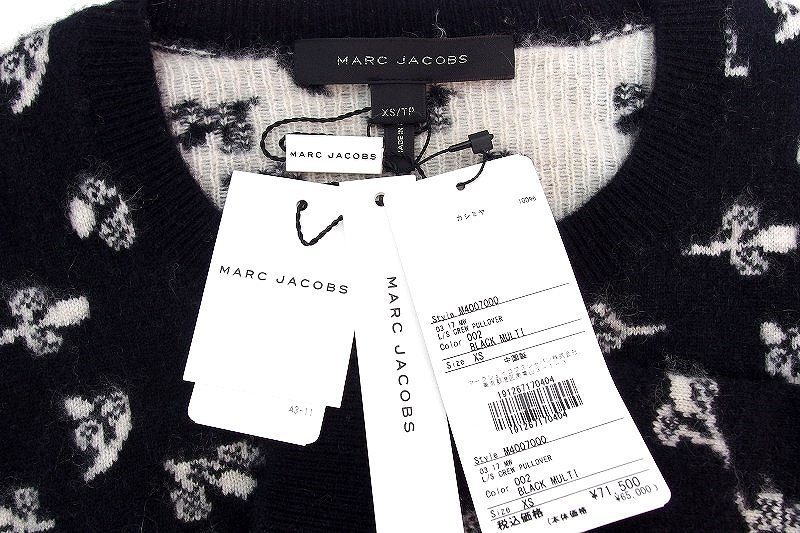 MARC JACOBS
XS/TP
MADE IN
MARC JACOBS
MARC JACOBS
A3-11
MARC JACOBS
カシミヤ 100%
Style M4007000
03 17 MW
L/S CREW PULLOVER
Color 002
BLACK MULTI
Size XS
中国製
191267170404
191267170404
Style M4007000
03 17 MW
L/S CREW PULLOVER
Color 002
BLACK MULTI
Size XS
¥71,500
税込価格 (本体価格 ¥65,000)